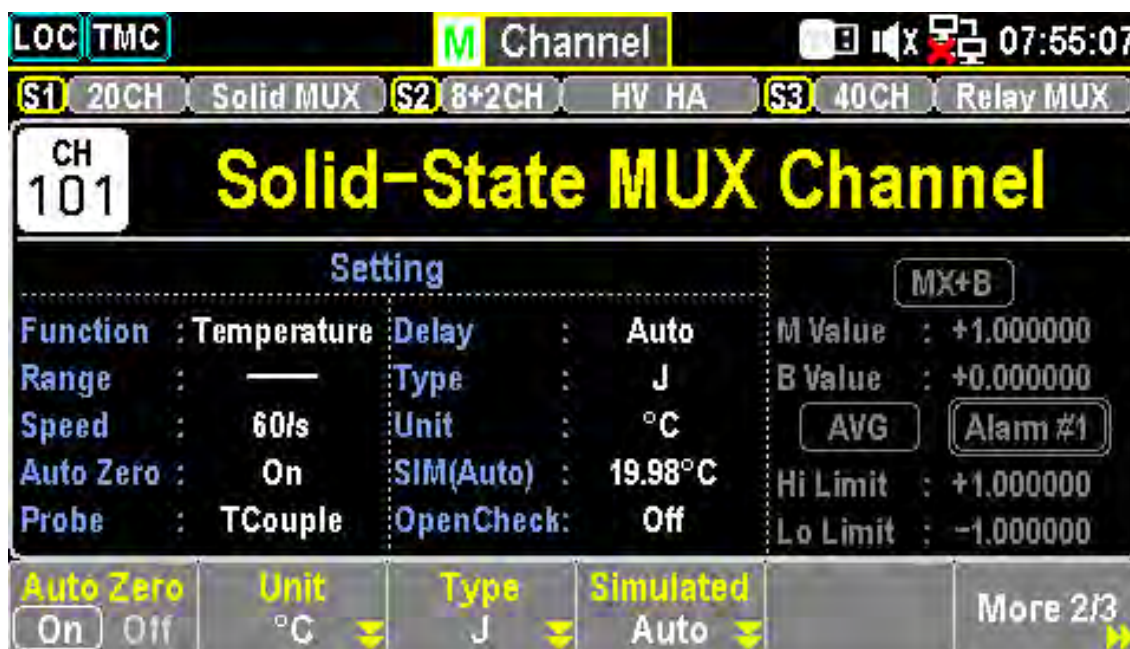 LOC TMC M Channel 07:55:07
S1 20CH Solid MUX S2 8+2CH HV HA S3 40CH Relay MUX
CH
101
Solid-State MUX Channel
Setting
MX+B
Function : Temperature Delay : Auto M Value : +1.000000
Range : —— Type : J B Value : +0.000000
Speed : 60/s Unit : °C AVG Alarm #1
Auto Zero : On SIM(Auto) : 19.98°C Hi Limit : +1.000000
Probe : TCouple OpenCheck: Off Lo Limit : -1.000000
Auto Zero Unit Type Simulated
On Off °C J Auto More 2/3